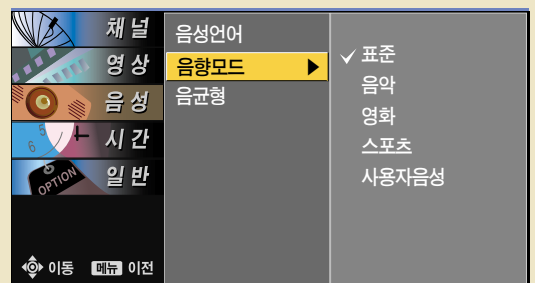 채널
영상
음성
시간
일반
OPTION
6
5
이동 메뉴 이전
음성언어
음향모드
음균형
표준
음악
영화
스포츠
사용자음성